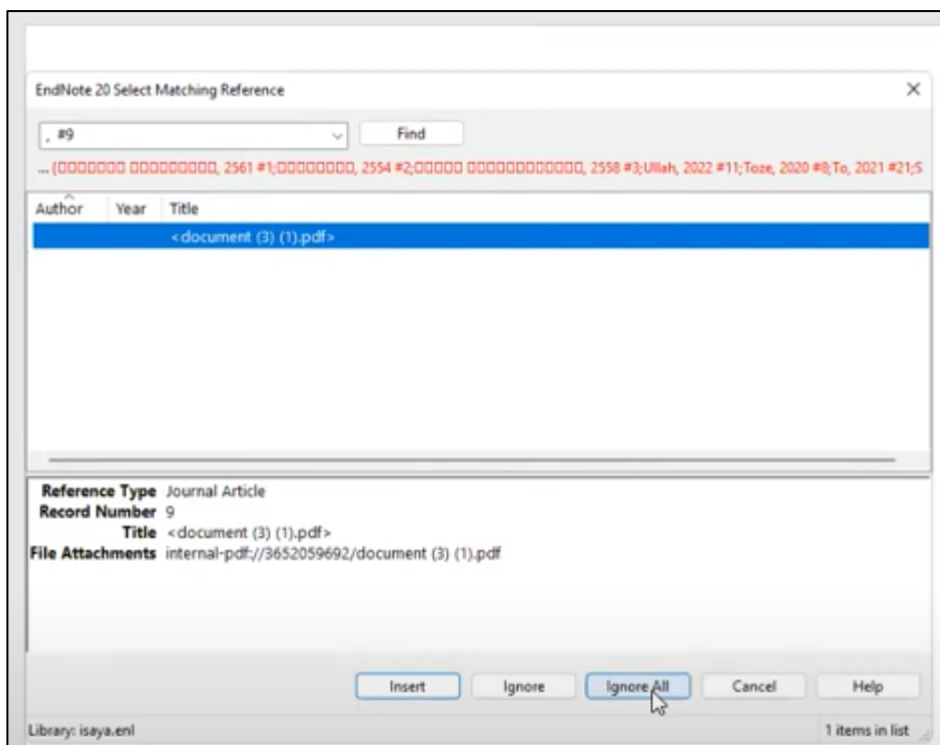 EndNote 20 Select Matching Reference
, #9
Find
... (, 2561 #1;, 2554 #2;, 2558 #3;Ullah, 2022 #11;Toze, 2020 #8;To, 2021 #21;S
Author Year Title
<document (3) (1).pdf>
Reference Type Journal Article
Record Number 9
Title <document (3) (1).pdf>
File Attachments internal-pdf://3652059692/document (3) (1).pdf
Insert Ignore Ignore All Cancel Help
Library: isaya.enl 1 items in list